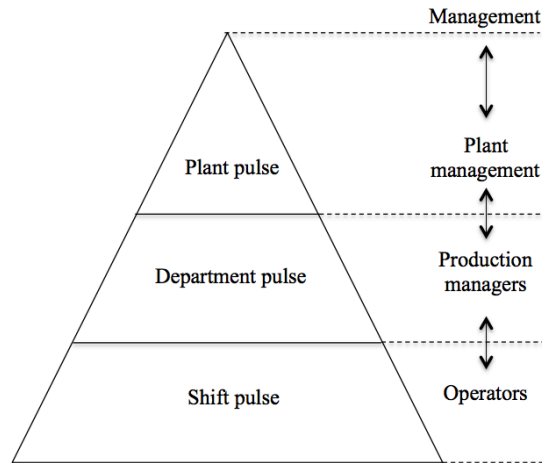 Management
Plant pulse
Plant
management
Department pulse
Production
managers
Shift pulse
Operators